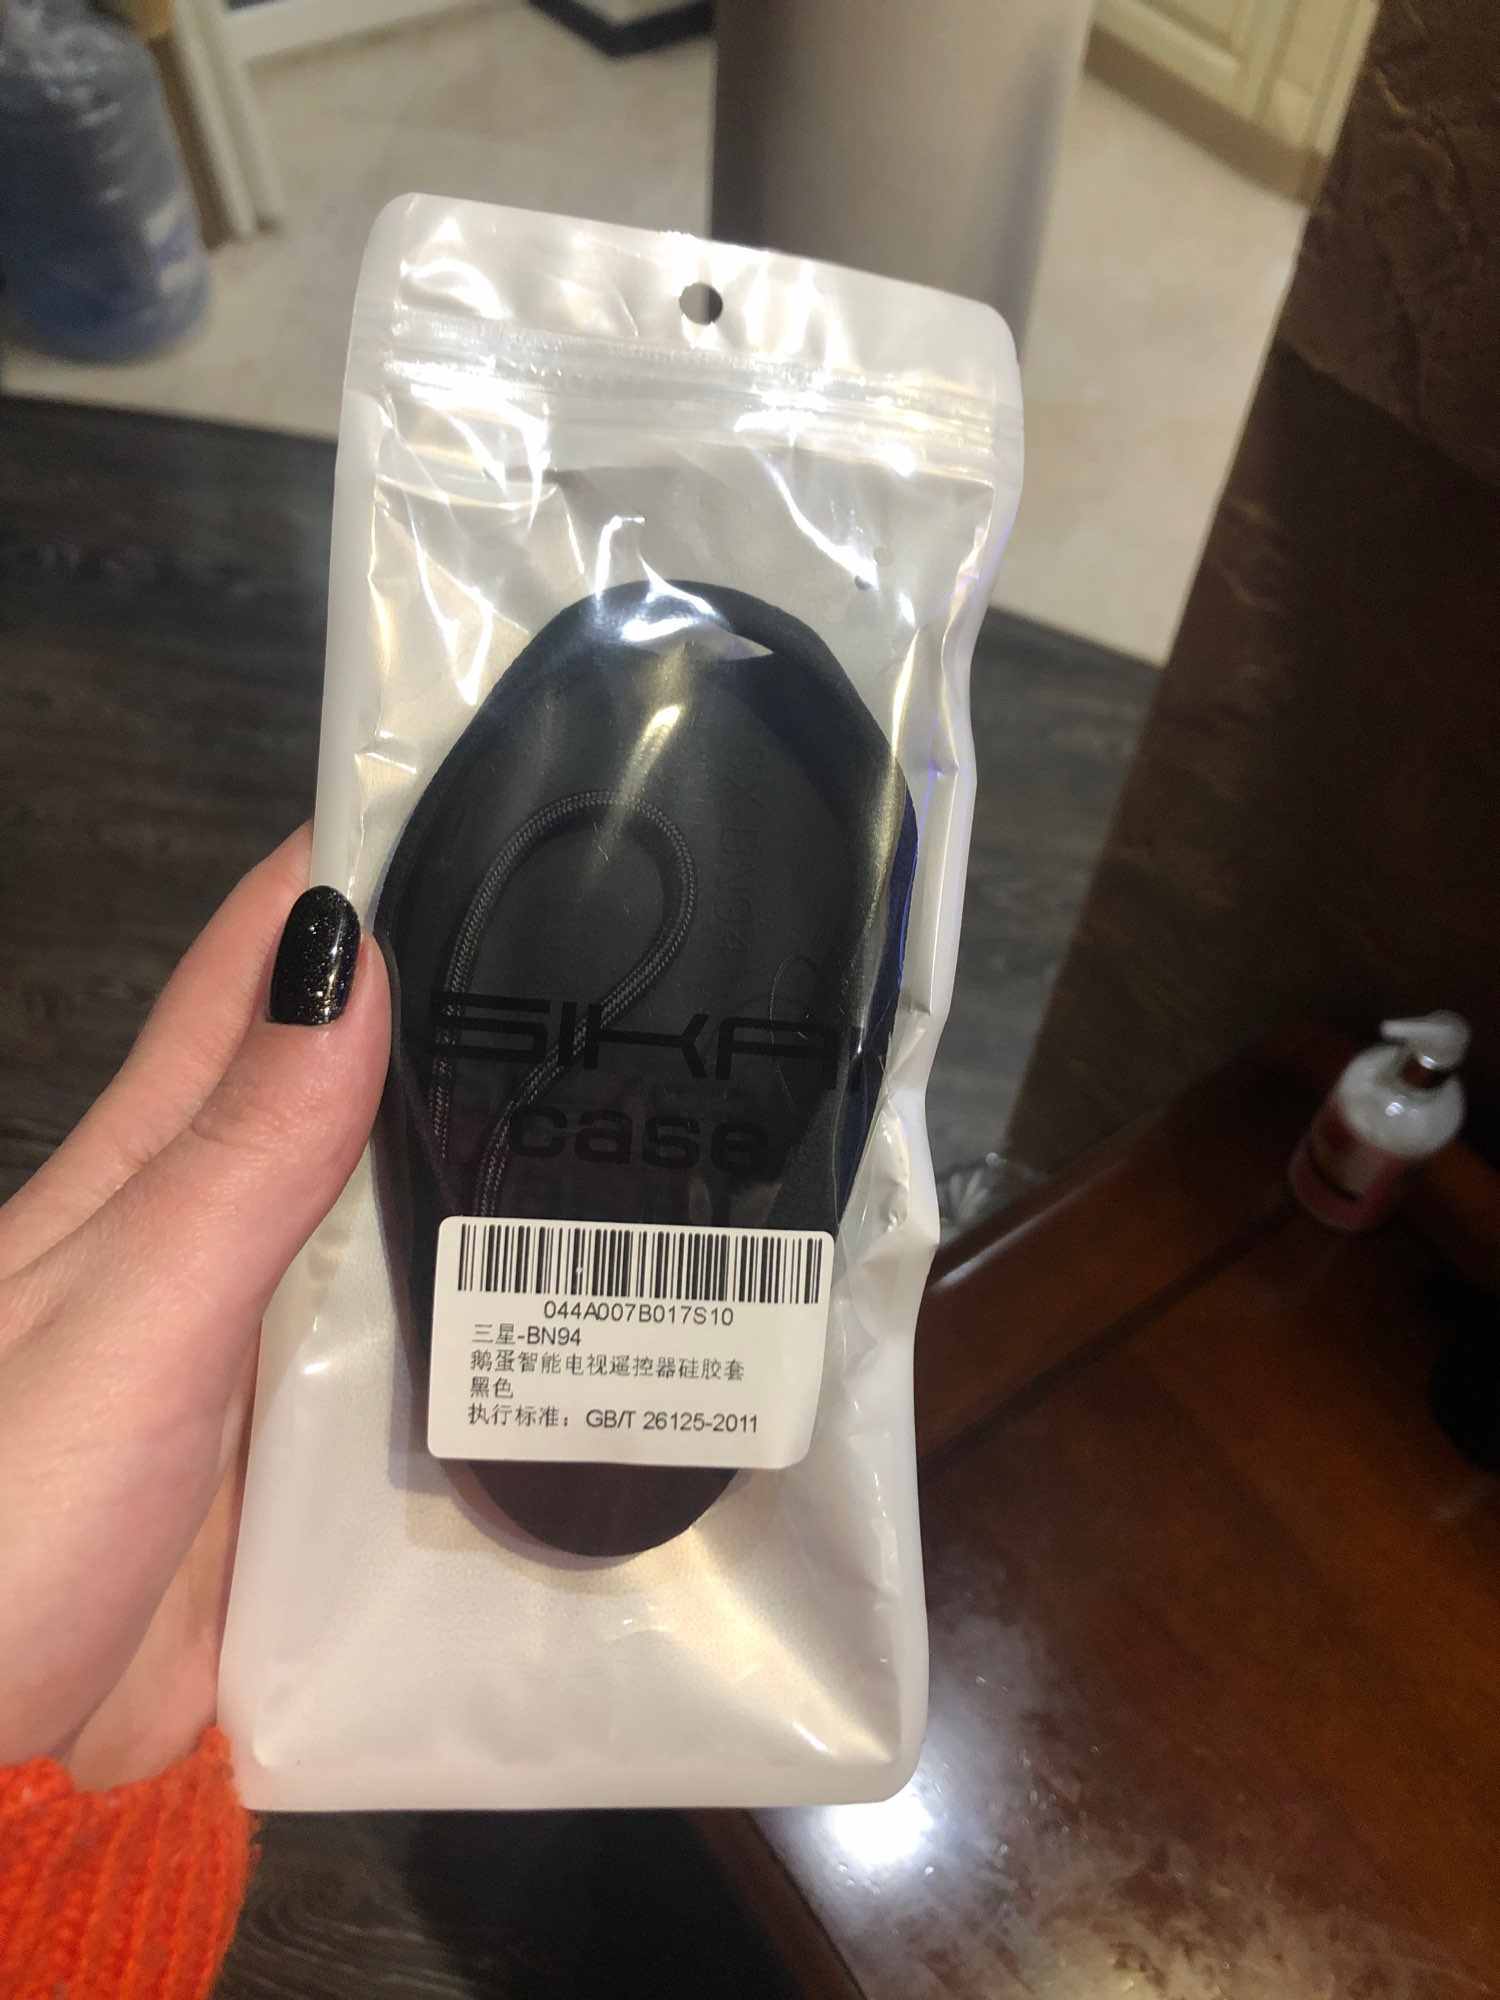 SIKA
case
044A007B017S10
三星-BN94
鹅蛋智能电视遥控器硅胶套
黑色
执行标准：GB/T 26125-2011